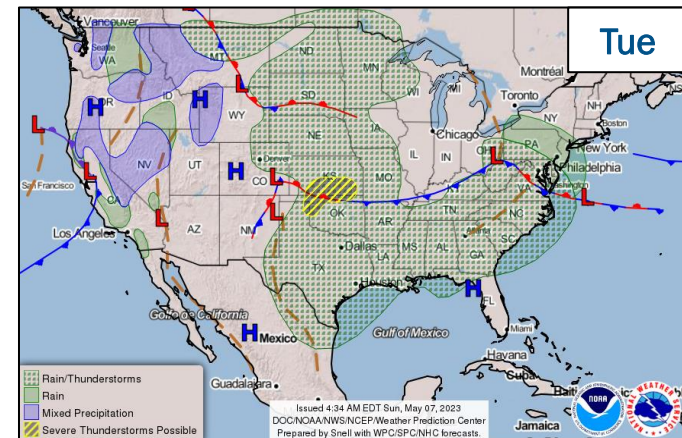 Tue
Vancouver
Seattle
WA
MT
ND
MN
Montréal
OR
ID
SD
WI
MI
Toronto
NH
WY
NY
Boston
IA
Chicago
NE
OH
PA
New York
NV
UT
Denver
IL
IN
Philadelphia
San Francisco
CO
KS
MO
VA
Washington
CA
OK
TN
NC
Los Angeles
AZ
NM
AR
Atlanta
SC
Dallas
MS
AL
GA
TX
LA
Houston
FL
Golfo de California
Mexico
Gulf of Mexico
Miami
Havana
Cuba
Guadalajara
Haiti
Jamaica
H
H
H
H
H
L
L
L
L
L
L
L
L
Rain/Thunderstorms
Rain
Mixed Precipitation
Severe Thunderstorms Possible
Issued 4:34 AM EDT Sun, May 07, 2023
DOC/NOAA/NWS/NCEP/Weather Prediction Center
Prepared by Snell with WPC/SPC/NHC forecasts.
NOAA
NATIONAL WEATHER SERVICE